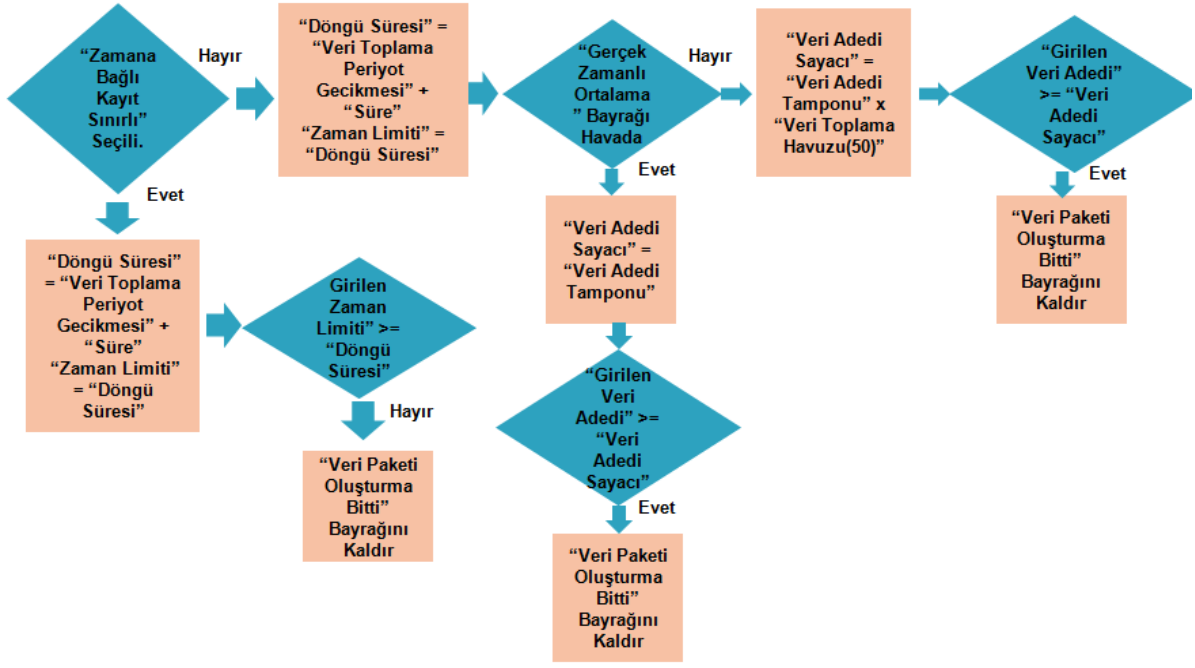 “Zamana
Bağlı
Kayıt
Sınırlı”
Seçili.
Hayır
“Döngü Süresi” =
“Veri Toplama
Periyot
Gecikmesi” +
“Süre”
“Zaman Limiti” =
“Döngü Süresi”
“Gerçek
Zamanlı
Ortalama
” Bayrağı
Havada
Hayır
“Veri Adedi
Sayacı” =
“Veri Adedi
Tamponu” x
“Veri Toplama
Havuzu(50)”
“Girilen
Veri Adedi”
>= “Veri
Adedi
Sayacı”
Evet
“Döngü Süresi”
= “Veri Toplama
Periyot
Gecikmesi” +
“Süre”
“Zaman Limiti”
= “Döngü
Süresi”
Girilen
Zaman
Limiti” >=
“Döngü
Süresi”
Hayır
“Veri Paketi
Oluşturma
Bitti”
Bayrağını
Kaldır
Evet
“Veri Adedi
Sayacı” =
“Veri Adedi
Tamponu”
“Girilen
Veri
Adedi” >=
“Veri
Adedi
Sayacı”
Evet
“Veri Paketi
Oluşturma
Bitti”
Bayrağını
Kaldır
Evet
“Veri Paketi
Oluşturma
Bitti”
Bayrağını
Kaldır